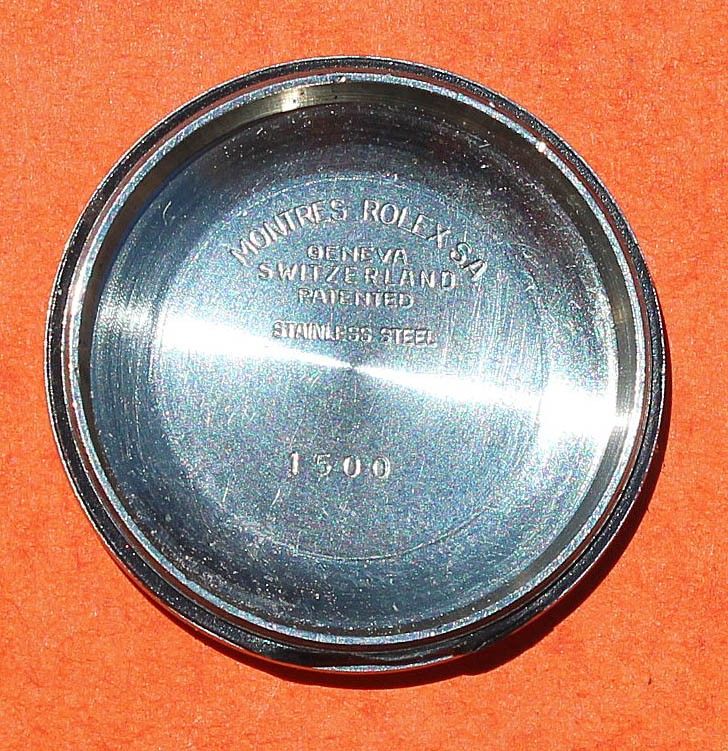 MONTRES ROLEX SA
GENEVA
SWITZERLAND
PATENTED
STAINLESS STEEL
1500